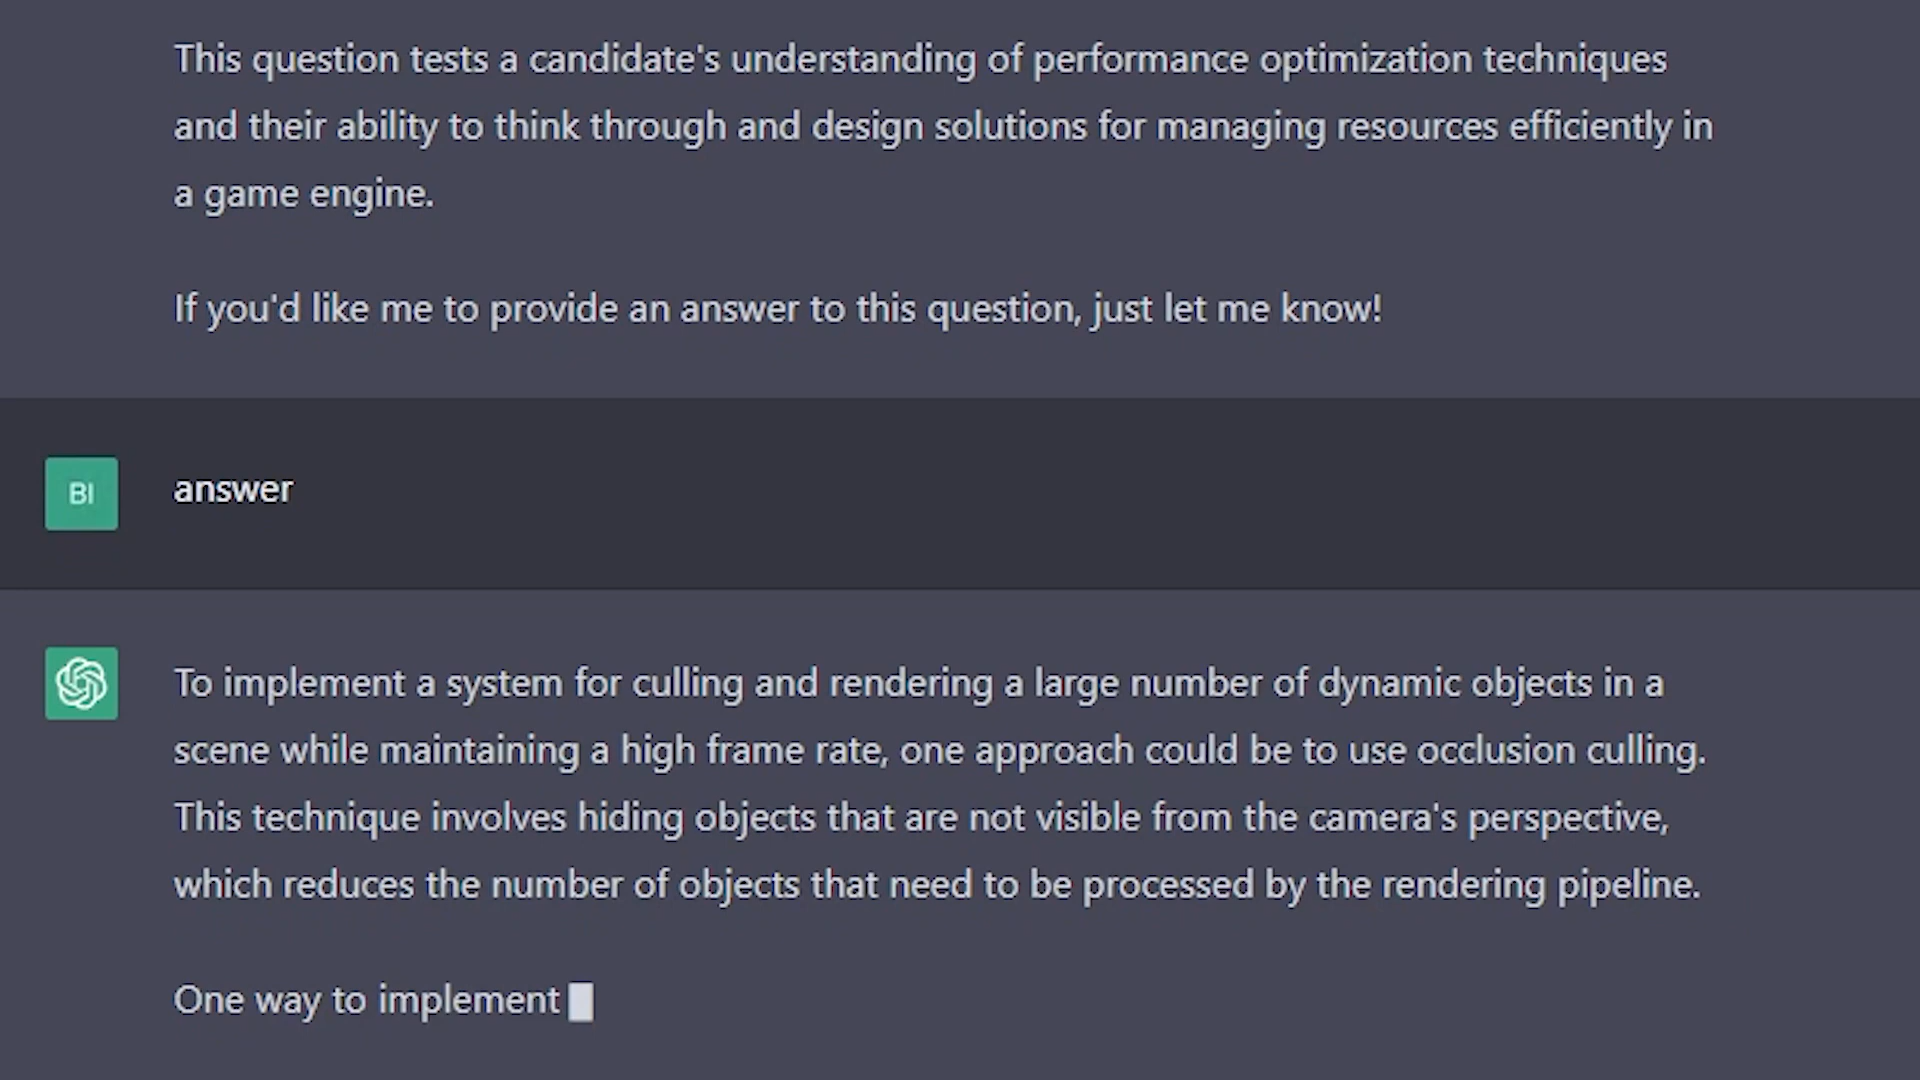 This question tests a candidate's understanding of performance optimization techniques
and their ability to think through and design solutions for managing resources efficiently in
a game engine.
If you'd like me to provide an answer to this question, just let me know!
BI
answer
To implement a system for culling and rendering a large number of dynamic objects in a
scene while maintaining a high frame rate, one approach could be to use occlusion culling.
This technique involves hiding objects that are not visible from the camera's perspective,
which reduces the number of objects that need to be processed by the rendering pipeline.
One way to implement